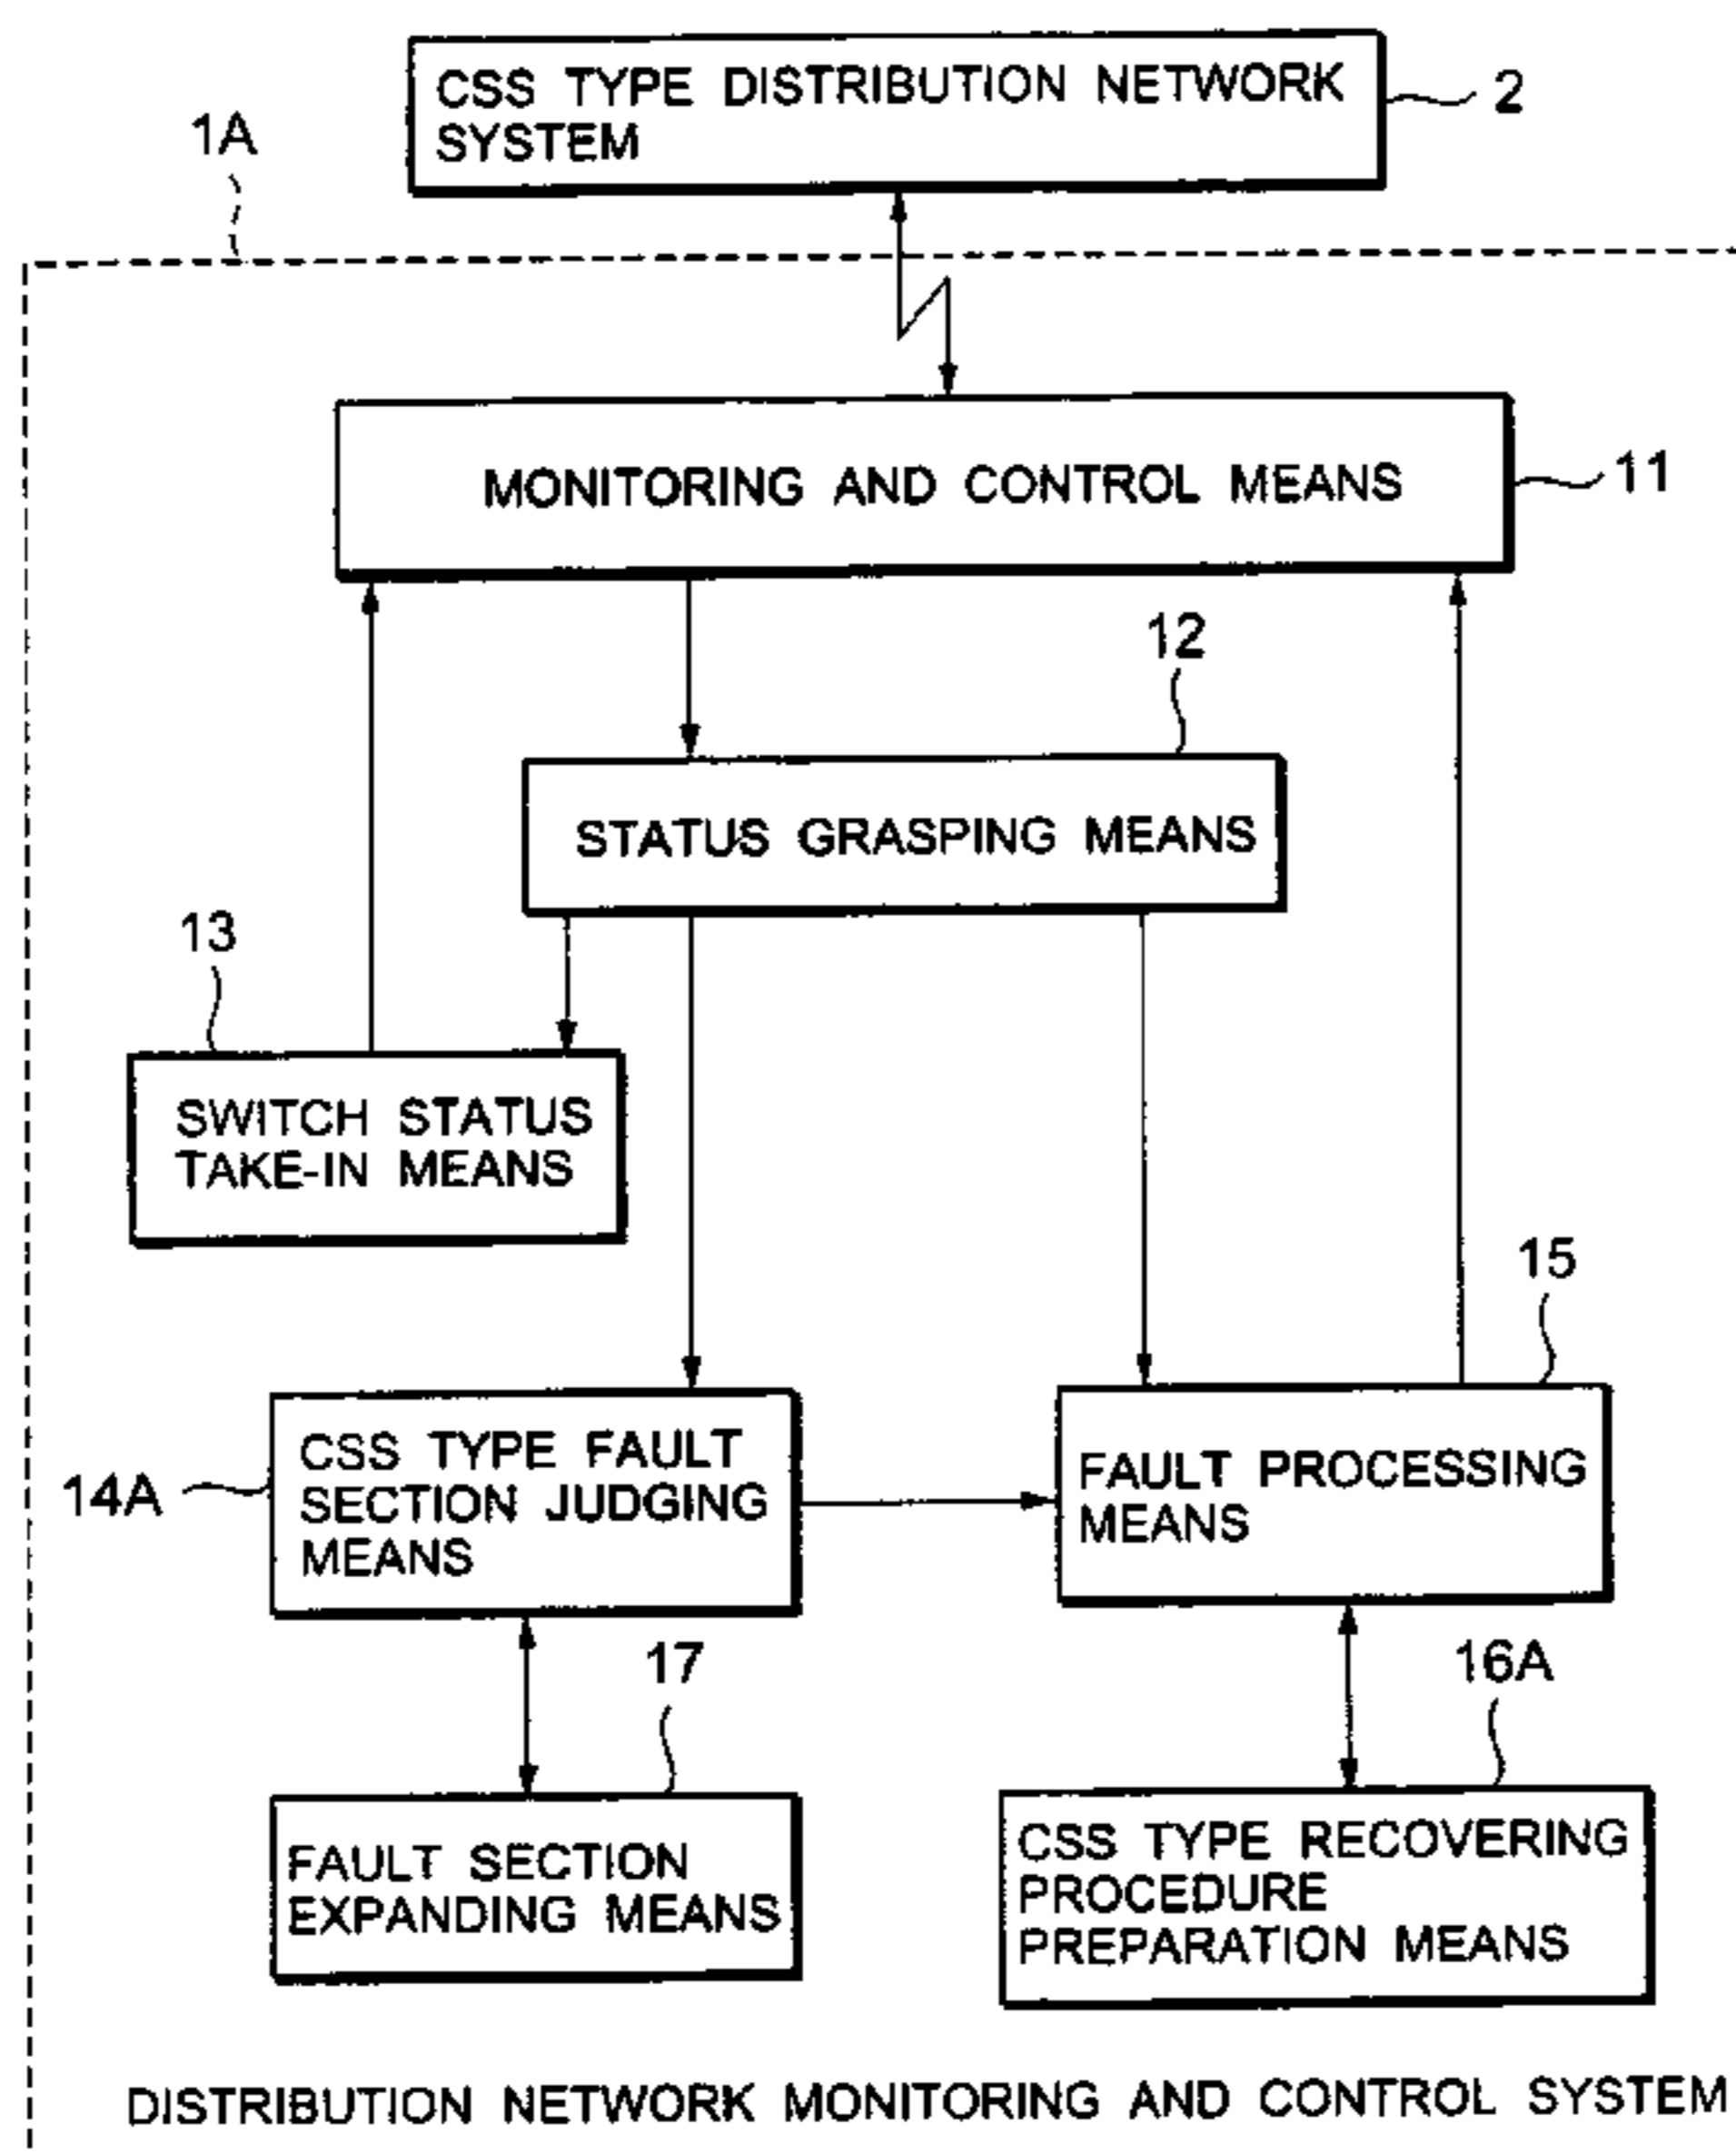 CSS TYPE DISTRIBUTION NETWORK
SYSTEM
2
1A
MONITORING AND CONTROL MEANS
11
12
STATUS GRASPING MEANS
13
SWITCH STATUS
TAKE-IN MEANS
15
14A
CSS TYPE FAULT
SECTION JUDGING
MEANS
FAULT PROCESSING
MEANS
17
16A
FAULT SECTION
EXPANDING MEANS
CSS TYPE RECOVERING
PROCEDURE
PREPARATION MEANS
DISTRIBUTION NETWORK MONITORING AND CONTROL SYSTEM